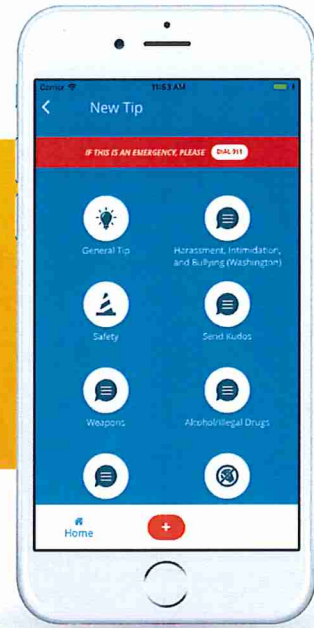 Carrier 11:53 AM
New Tip
IF THIS IS AN EMERGENCY, PLEASE DIAL 911
General Tip
Harassment, Intimidation,
and Bullying (Washington)
Safety
Send Kudos
Weapons
Alcohol/Illegal Drugs
Home